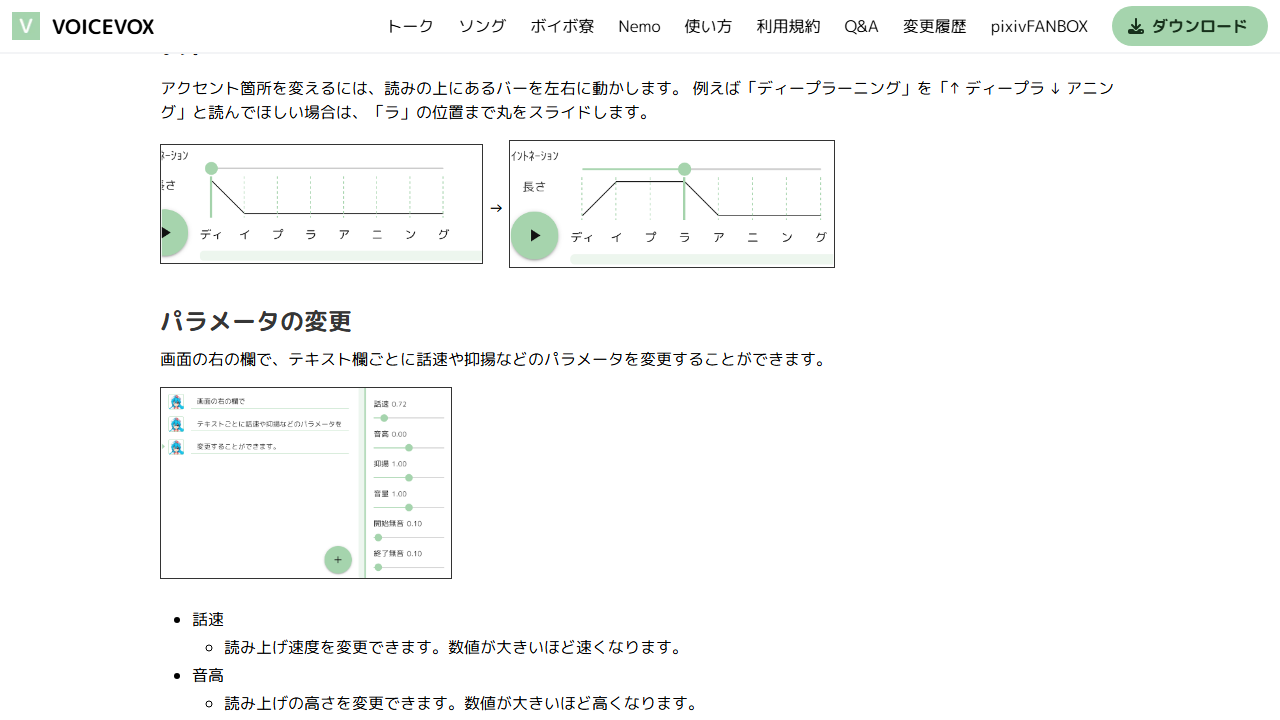 V VOICEVOX トーク ソング ボイボ寮 Nemo 使い方 利用規約 Q&A 変更履歴 pixivFANBOX ダウンロード
アクセント箇所を変えるには、読みの上にあるバーを左右に動かします。 例えば「ディープラーニング」を「↑ ディープラ ↓ アニン
グ」と読んでほしい場合は、「ラ」の位置まで丸をスライドします。
ネーション
長さ
ディ イ プ ラ ア ニ ン グ
→
イントネーション
長さ
ディ イ プ ラ ア ニ ン グ
パラメータの変更
画面の右の欄で、テキスト欄ごとに話速や抑揚などのパラメータを変更することができます。
画面の右の欄で
テキストごとに話速や抑揚などのパラメータを
変更することができます。
話速 0.72
音高 0.00
抑揚 1.00
音量 1.00
開始無音 0.10
終了無音 0.10
+
話速
読み上げ速度を変更できます。数値が大きいほど速くなります。
音高
読み上げの高さを変更できます。数値が大きいほど高くなります。